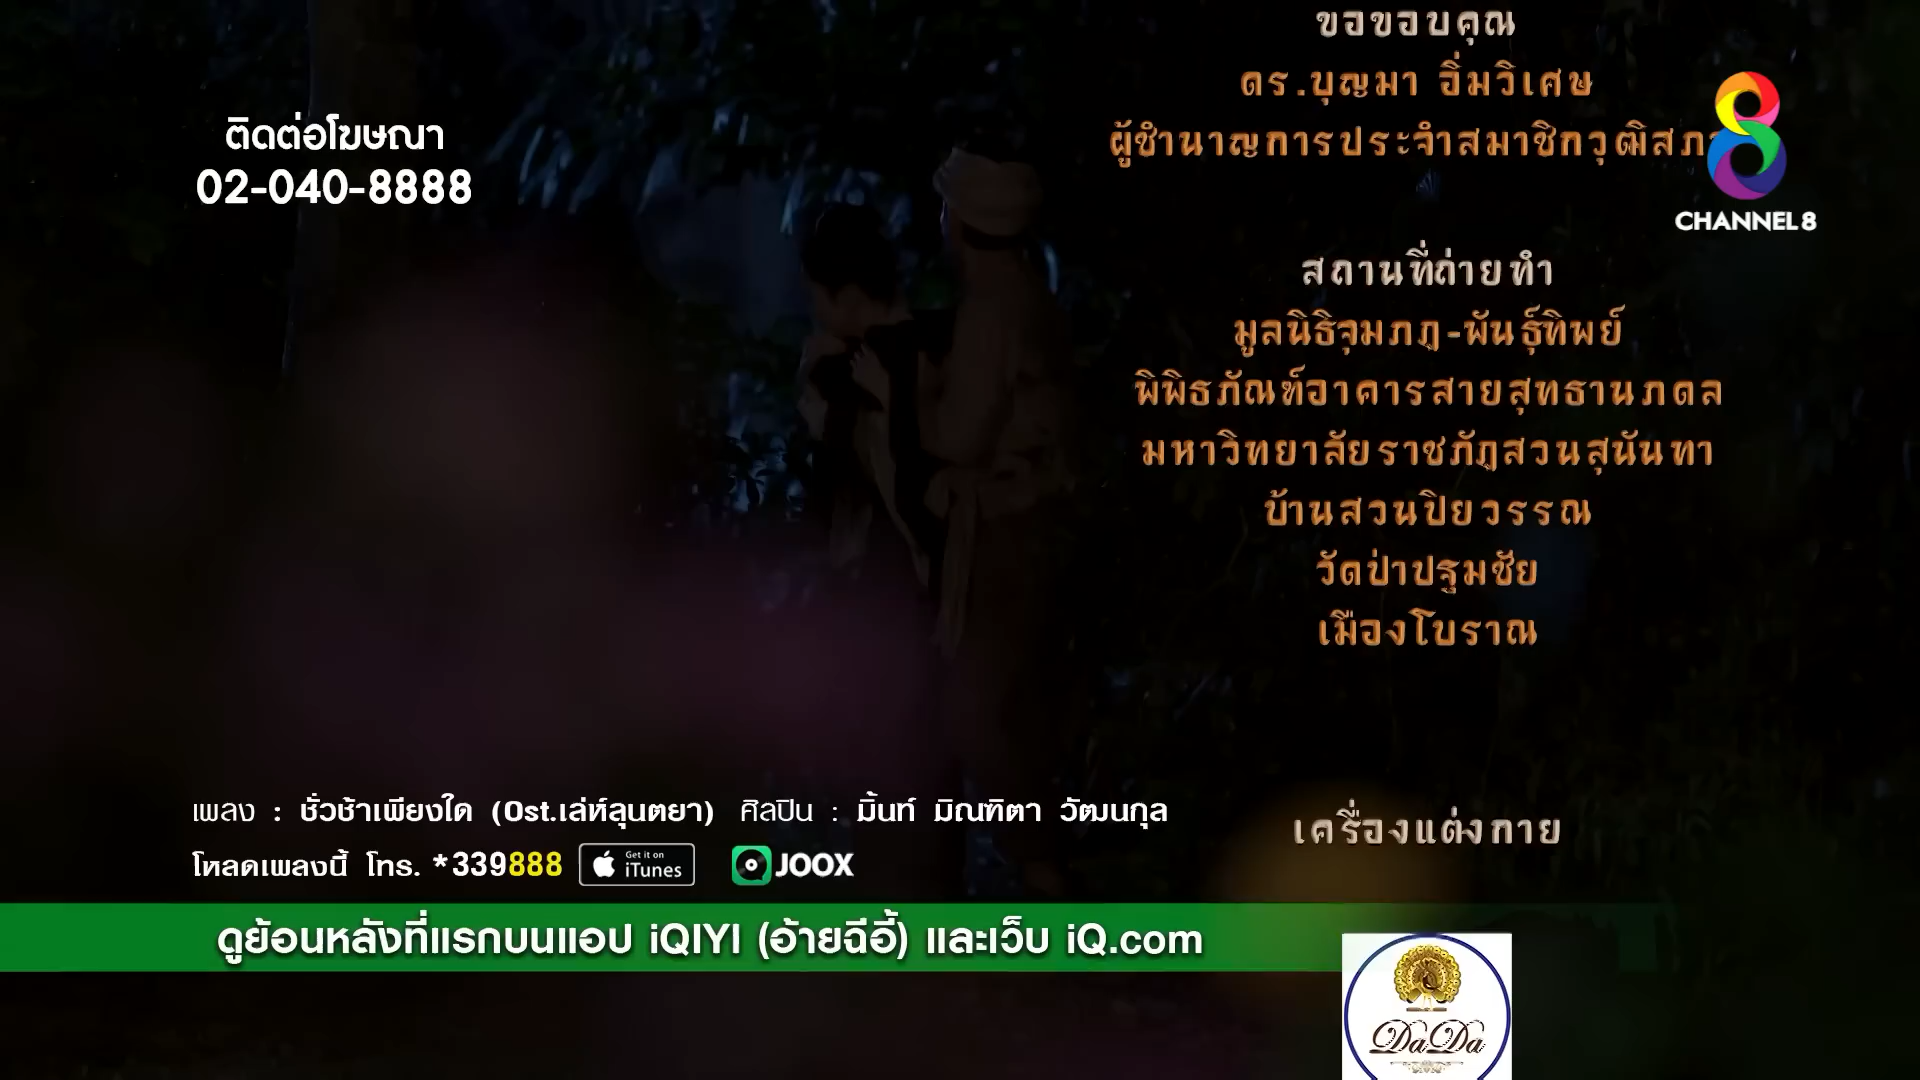 ติดต่อโฆษณา
02-040-8888
ขอขอบคุณ
ดร.บุญมา อิ่มวิเศษ
ผู้ชำนาญการประจำสมาชิกวุฒิสภา
CHANNEL 8
สถานที่ถ่ายทำ
มูลนิธิจุมภฏ-พันธุ์ทิพย์
พิพิธภัณฑ์อาคารสายสุทธานภดล
มหาวิทยาลัยราชภัฏสวนสุนันทา
บ้านสวนปิยวรรณ
วัดป่าปฐมชัย
เมืองโบราณ
เพลง : ชั่วช้าเพียงใด (Ost.เล่ห์ลุนตยา) ศิลปิน : มิ้นท์ มิณฑิตา วัฒนกุล
โหลดเพลงนี้ โทร. *339888 Get it on iTunes JOOX
เครื่องแต่งกาย
ดูย้อนหลังที่แรกบนแอป iQIYI (อ้ายฉีอี้) และเว็บ iQ.com
DaDa